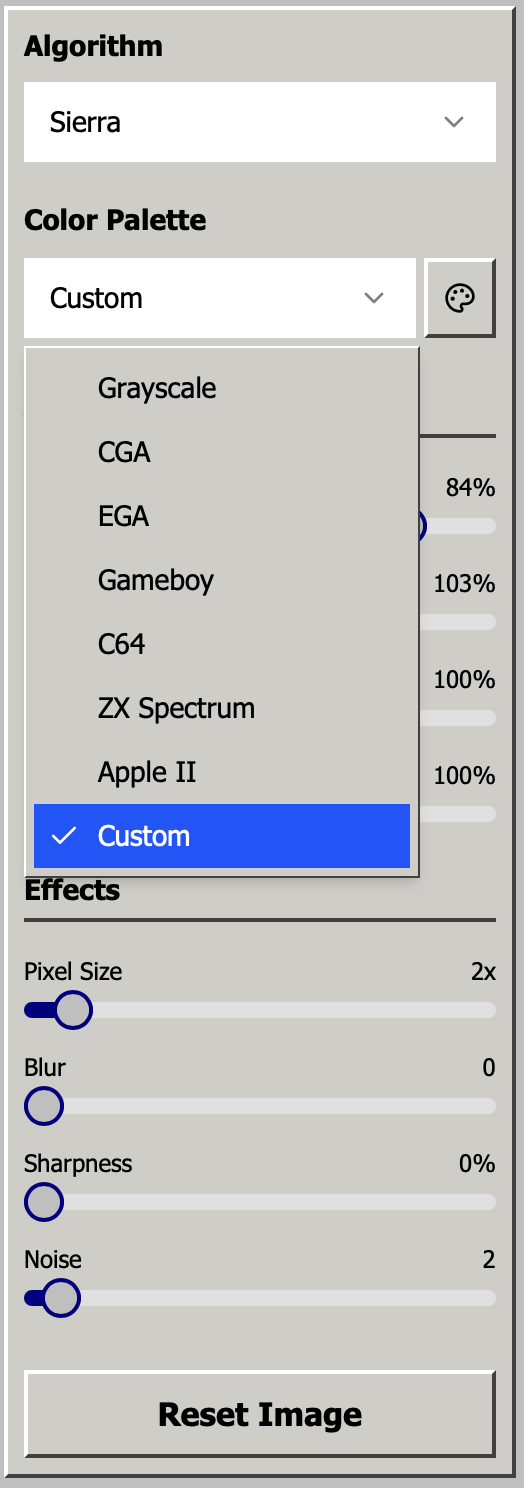 Algorithm
Sierra
Color Palette
Custom
Grayscale
CGA
EGA
Gameboy
C64
ZX Spectrum
Apple II
Custom
84%
103%
100%
100%
Effects
Pixel Size 2x
Blur 0
Sharpness 0%
Noise 2
Reset Image